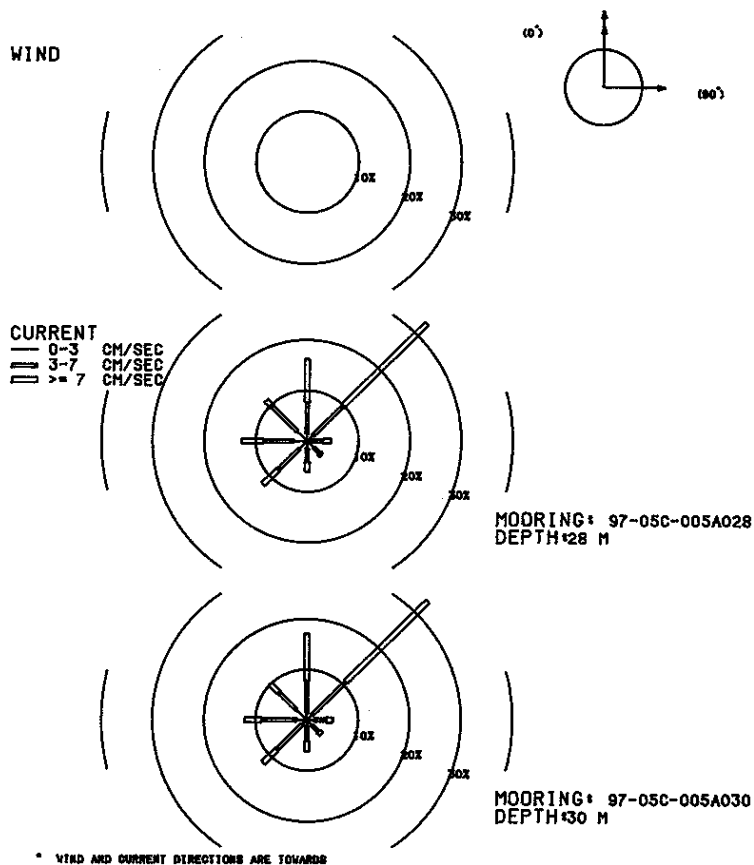 WIND
(0°)
(90°)
10%
20%
30%
CURRENT
0-3 CM/SEC
3-7 CM/SEC
>= 7 CM/SEC
10%
20%
30%
MOORING: 97-05C-005A028
DEPTH:28 M
10%
20%
30%
MOORING: 97-05C-005A030
DEPTH:30 M
* WIND AND CURRENT DIRECTIONS ARE TOWARDS